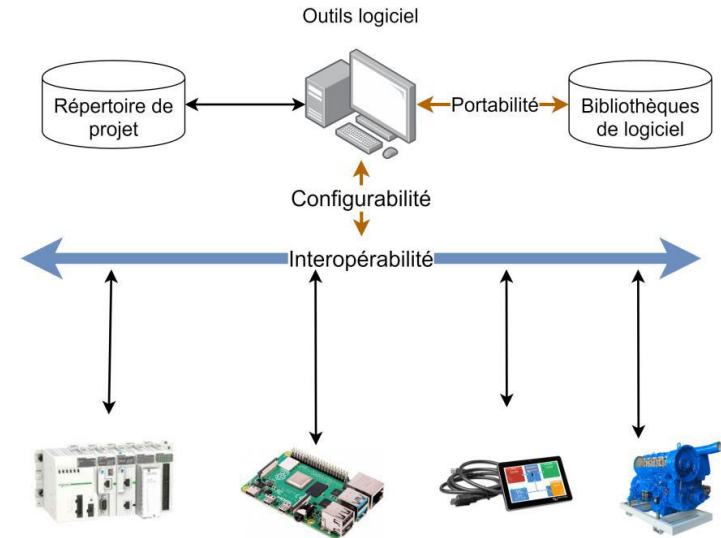 Outils logiciel
Répertoire de
projet
Portabilité
Bibliothèques
de logiciel
Configurabilité
Interopérabilité